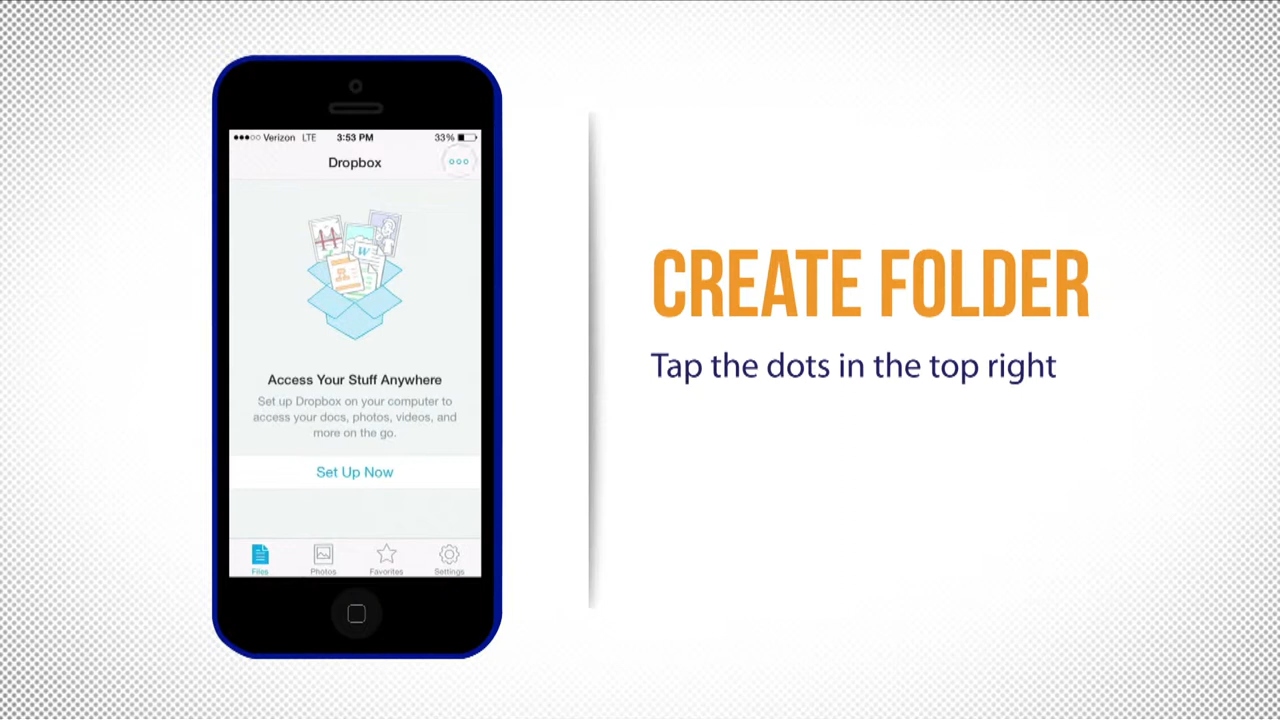 Verizon LTE 3:53 PM 33%
Dropbox
W
Access Your Stuff Anywhere
Set up Dropbox on your computer to
access your docs, photos, videos, and
more on the go.
Set Up Now
Files Photos Favorites Settings
CREATE FOLDER
Tap the dots in the top right